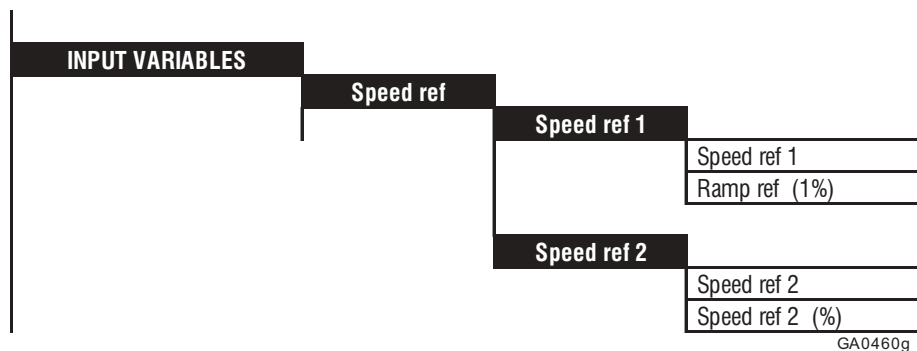 INPUT VARIABLES
Speed ref
Speed ref 1
Speed ref 1
Ramp ref (1%)
Speed ref 2
Speed ref 2
Speed ref 2 (%)
GA0460g